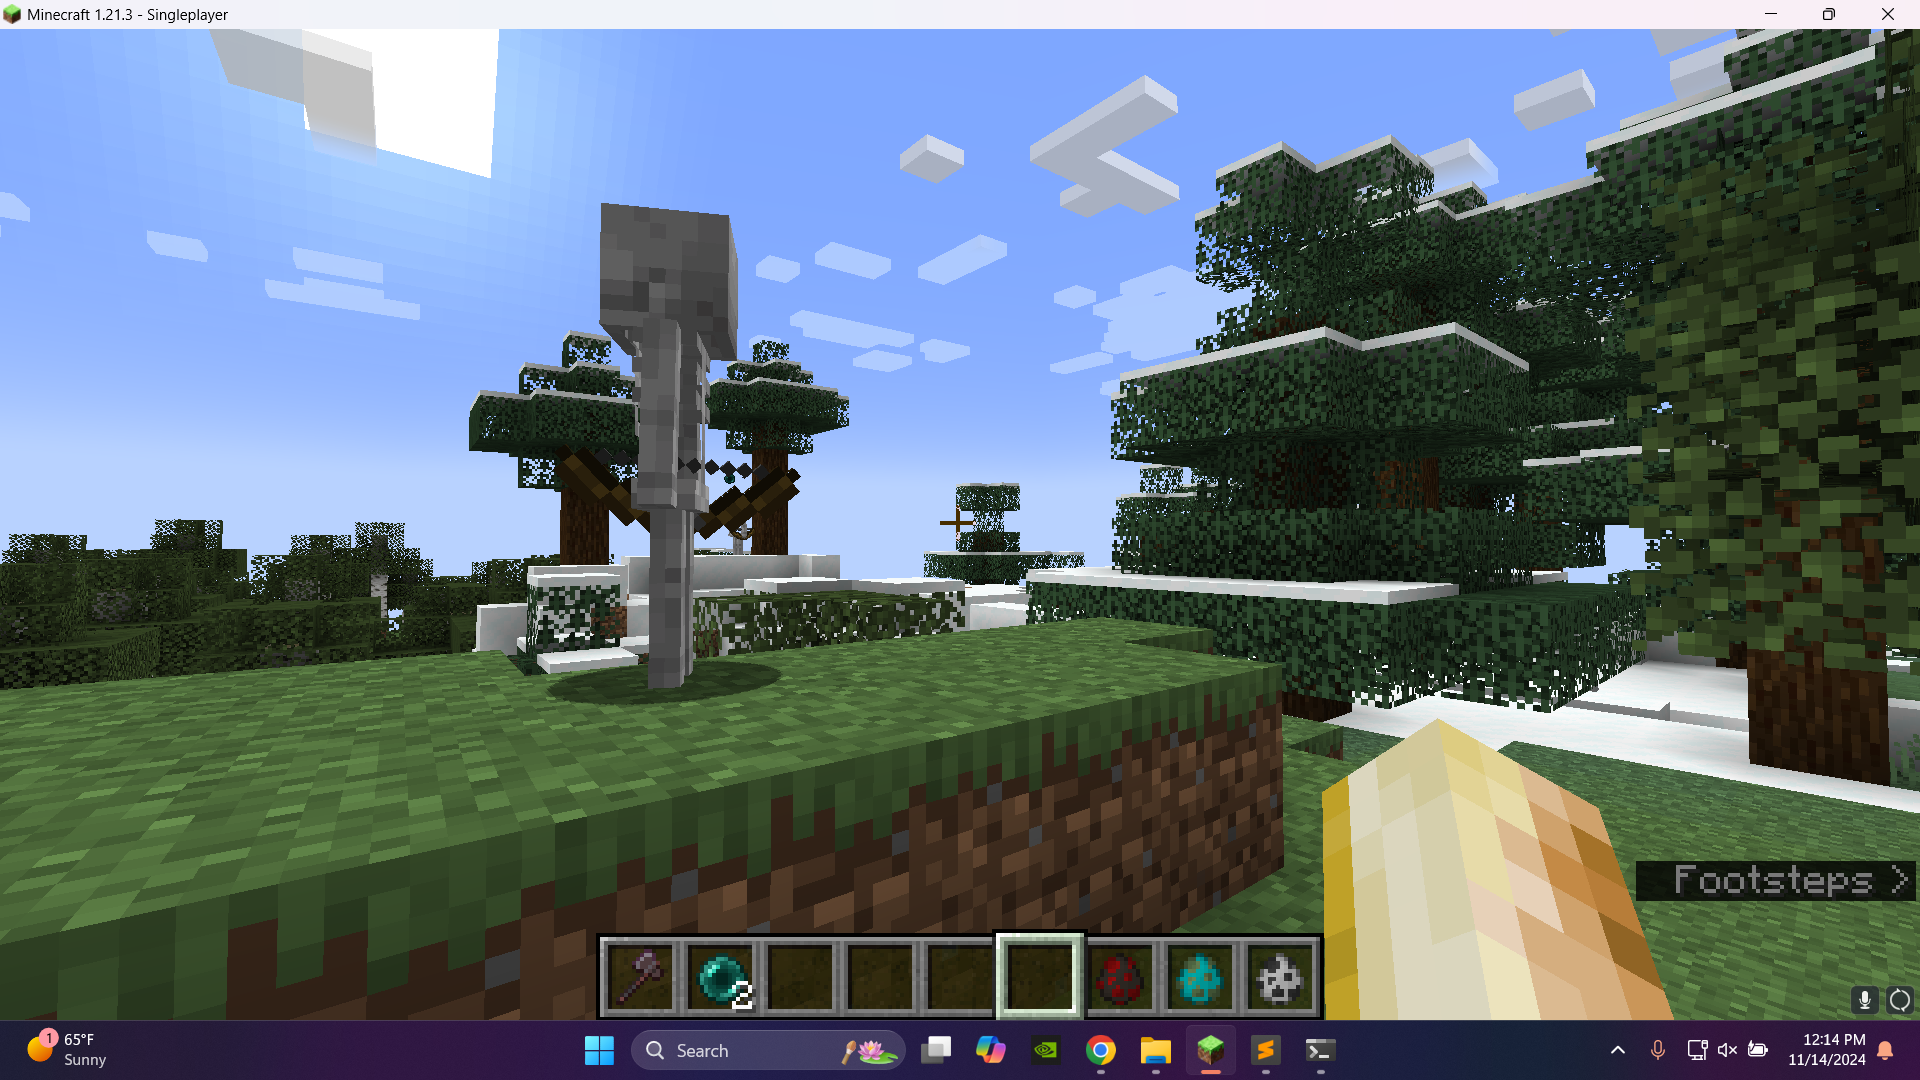 Minecraft 1.21.3 - Singleplayer
Footsteps >
2
1
65°F
Sunny
Search
12:14 PM
11/14/2024